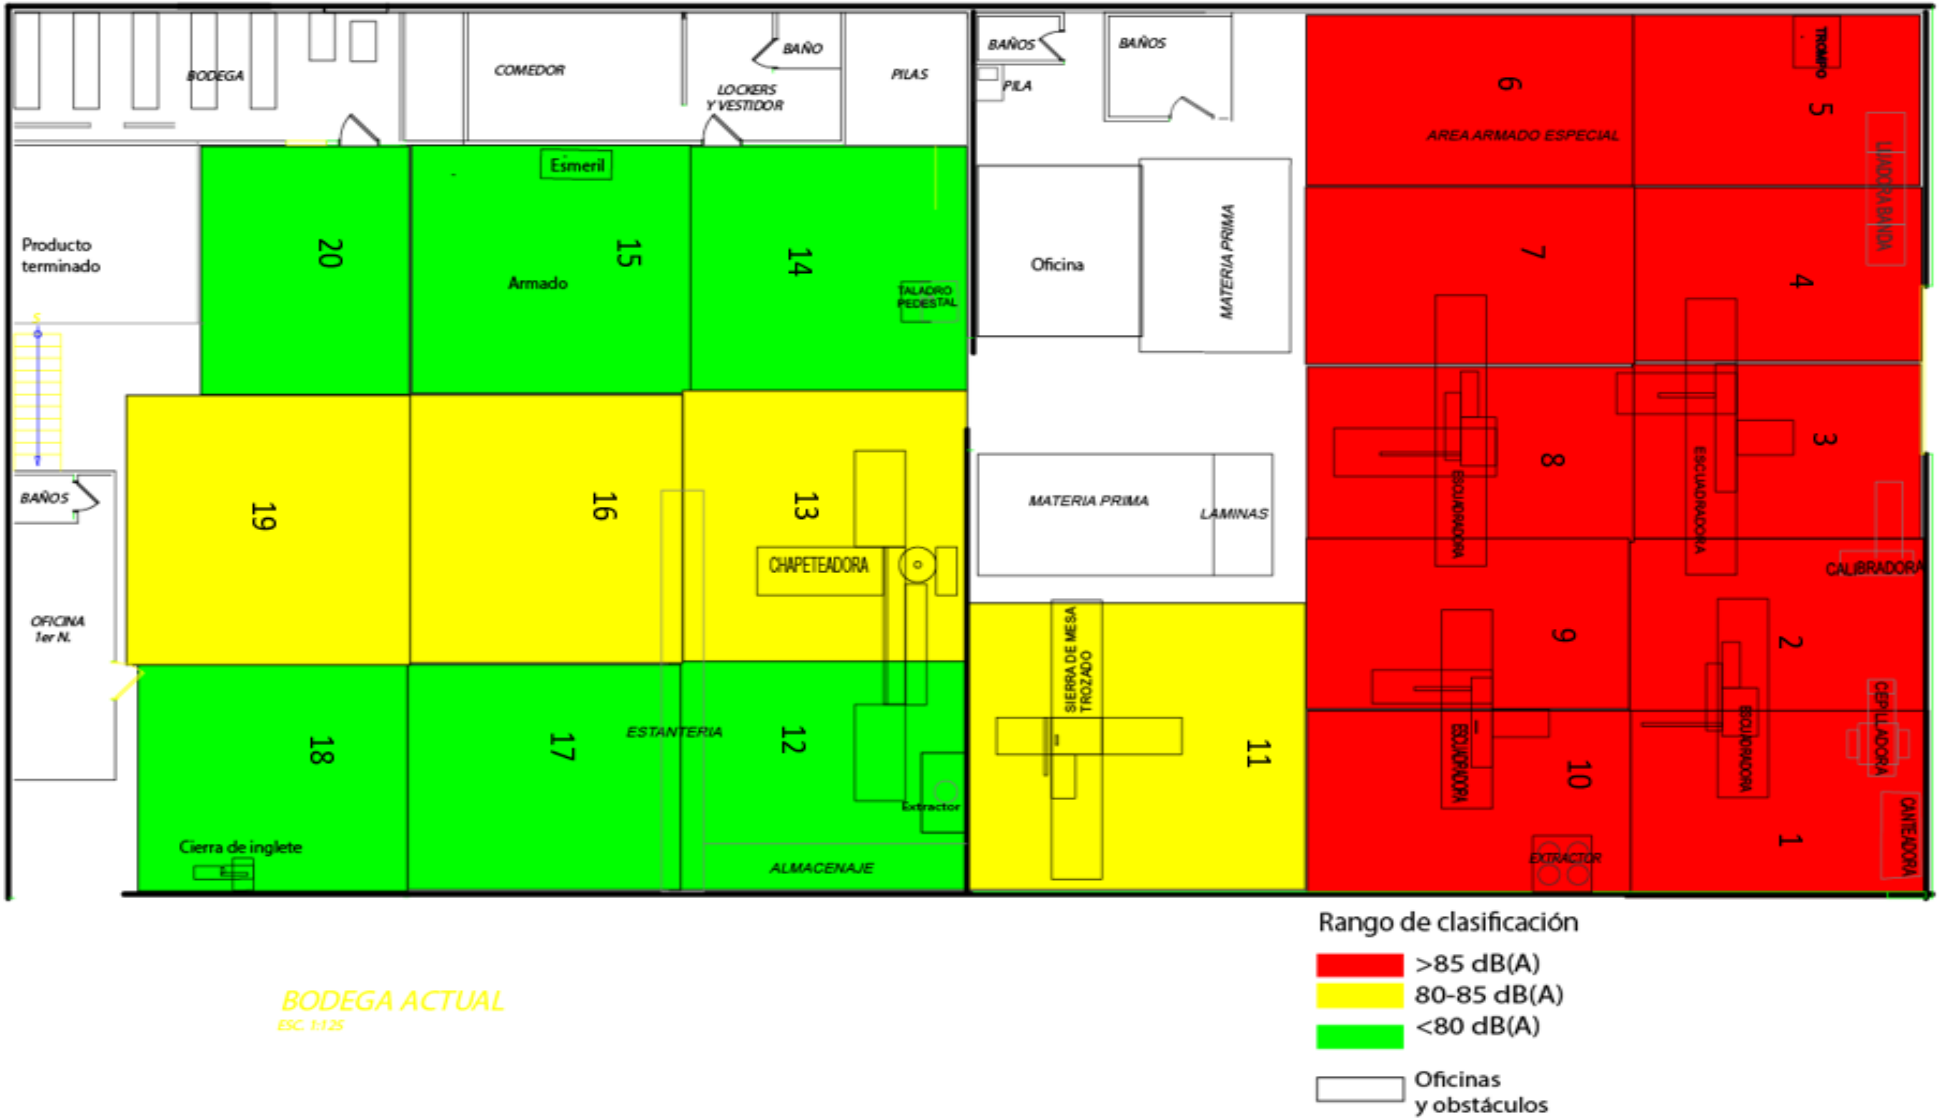 BODEGA
COMEDOR
LOCKERS
Y VESTIDOR
BAÑO
PILAS
BAÑOS
PILA
BAÑOS
6
AREA ARMADO ESPECIAL
TROMPO
5
LIJADORA BANDA
Producto
terminado
20
Esmeril
15
Armado
14
TALADRO
PEDESTAL
Oficina
MATERIA PRIMA
7
4
S
BAÑOS
19
16
13
CHAPETEADORA
MATERIA PRIMA
LAMINAS
8
ESCUADRADORA
3
ESCUADRADORA
CALIBRADORA
OFICINA
1er N.
18
17
ESTANTERIA
12
Extractor
SIERRA DE MESA
TROZADO
11
9
2
ESCUADRADORA
10
ESCUADRADORA
CEPILLADORA
Cierra de inglete
ALMACENAJE
EXTRACTOR
1
CANTEADORA
Rango de clasificación
>85 dB(A)
80-85 dB(A)
<80 dB(A)
Oficinas
y obstáculos
BODEGA ACTUAL
ESC. 1:125